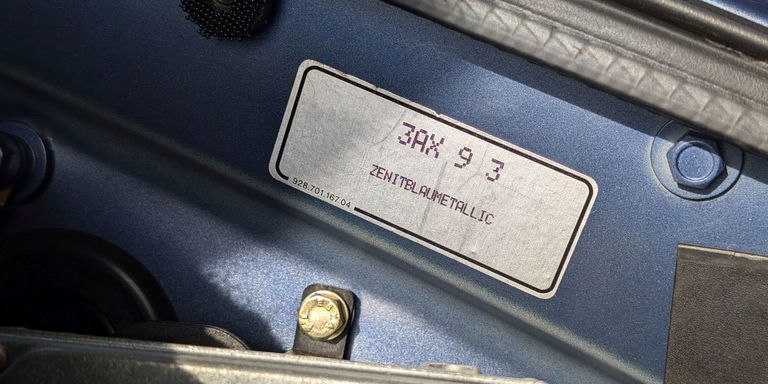 3AX 9 3
ZENITBLAUMETALLIC
928.701.167.04